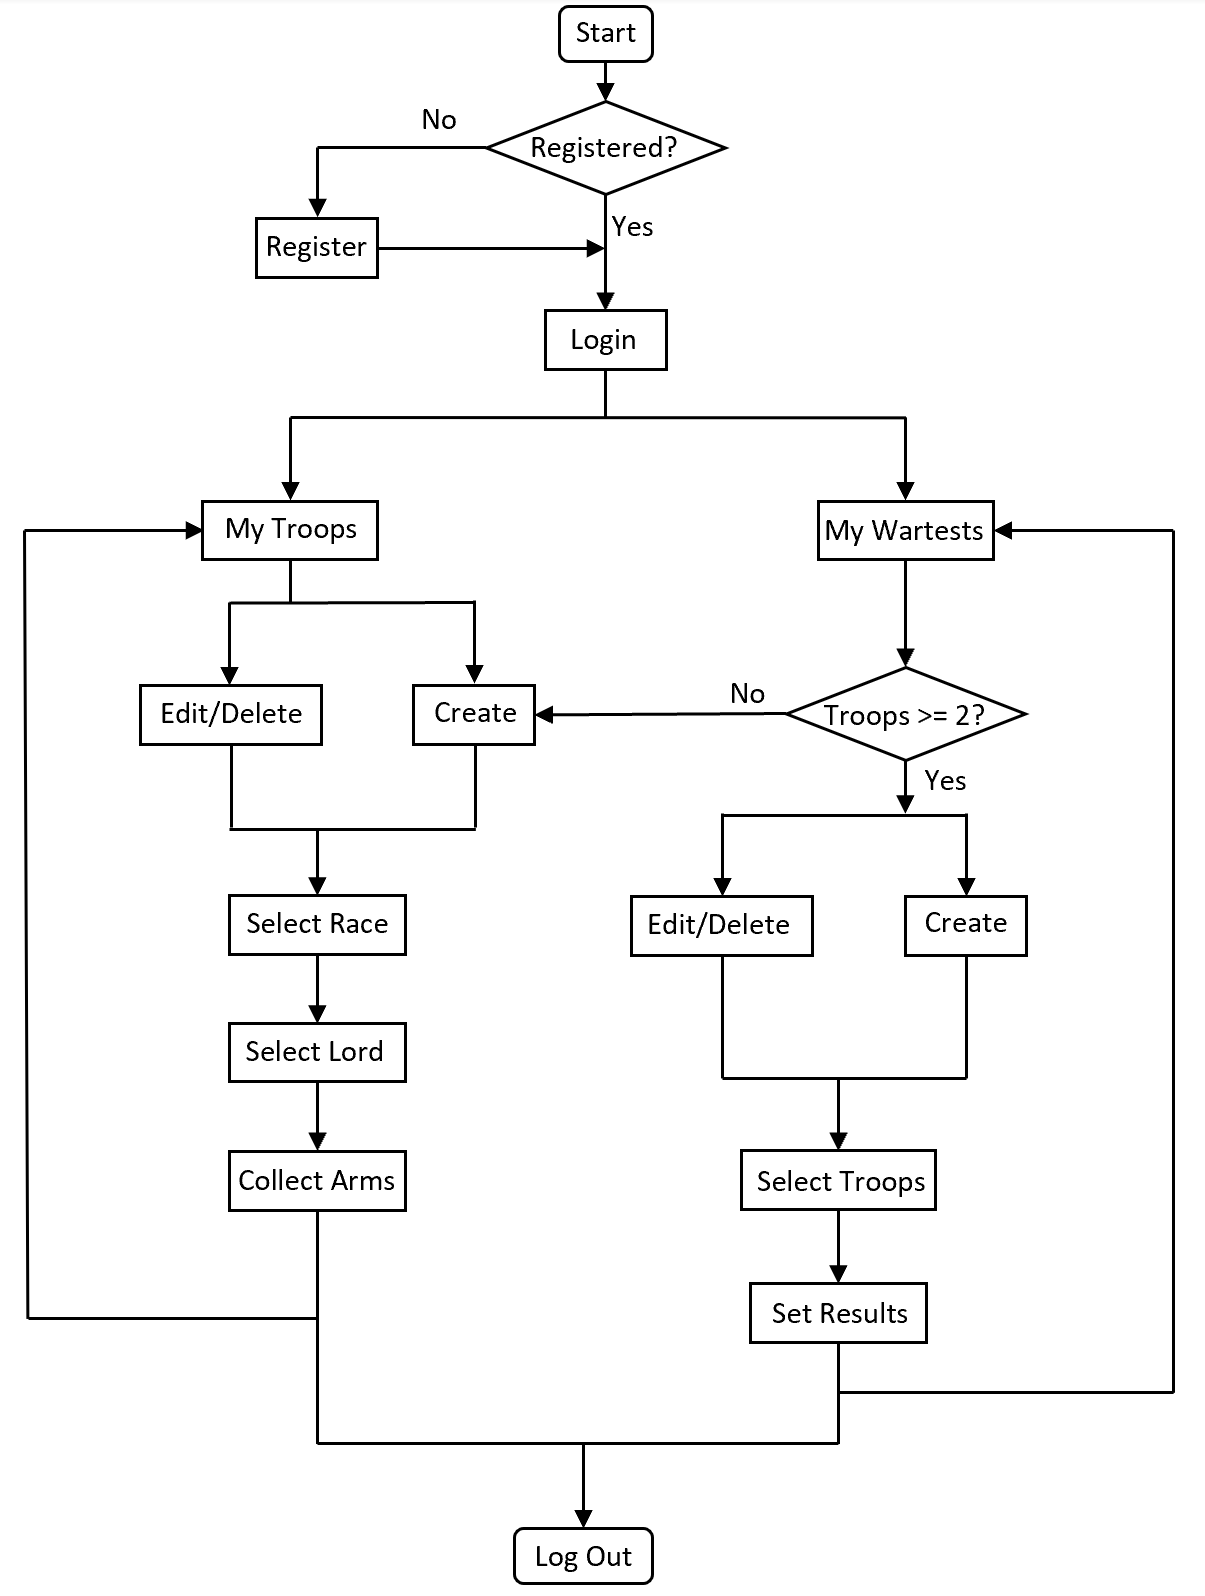 Start
No
Registered?
Yes
Register
Login
My Troops
My Wartests
No
Edit/Delete
Create
Troops >= 2?
Yes
Select Race
Edit/Delete
Create
Select Lord
Collect Arms
Select Troops
Set Results
Log Out